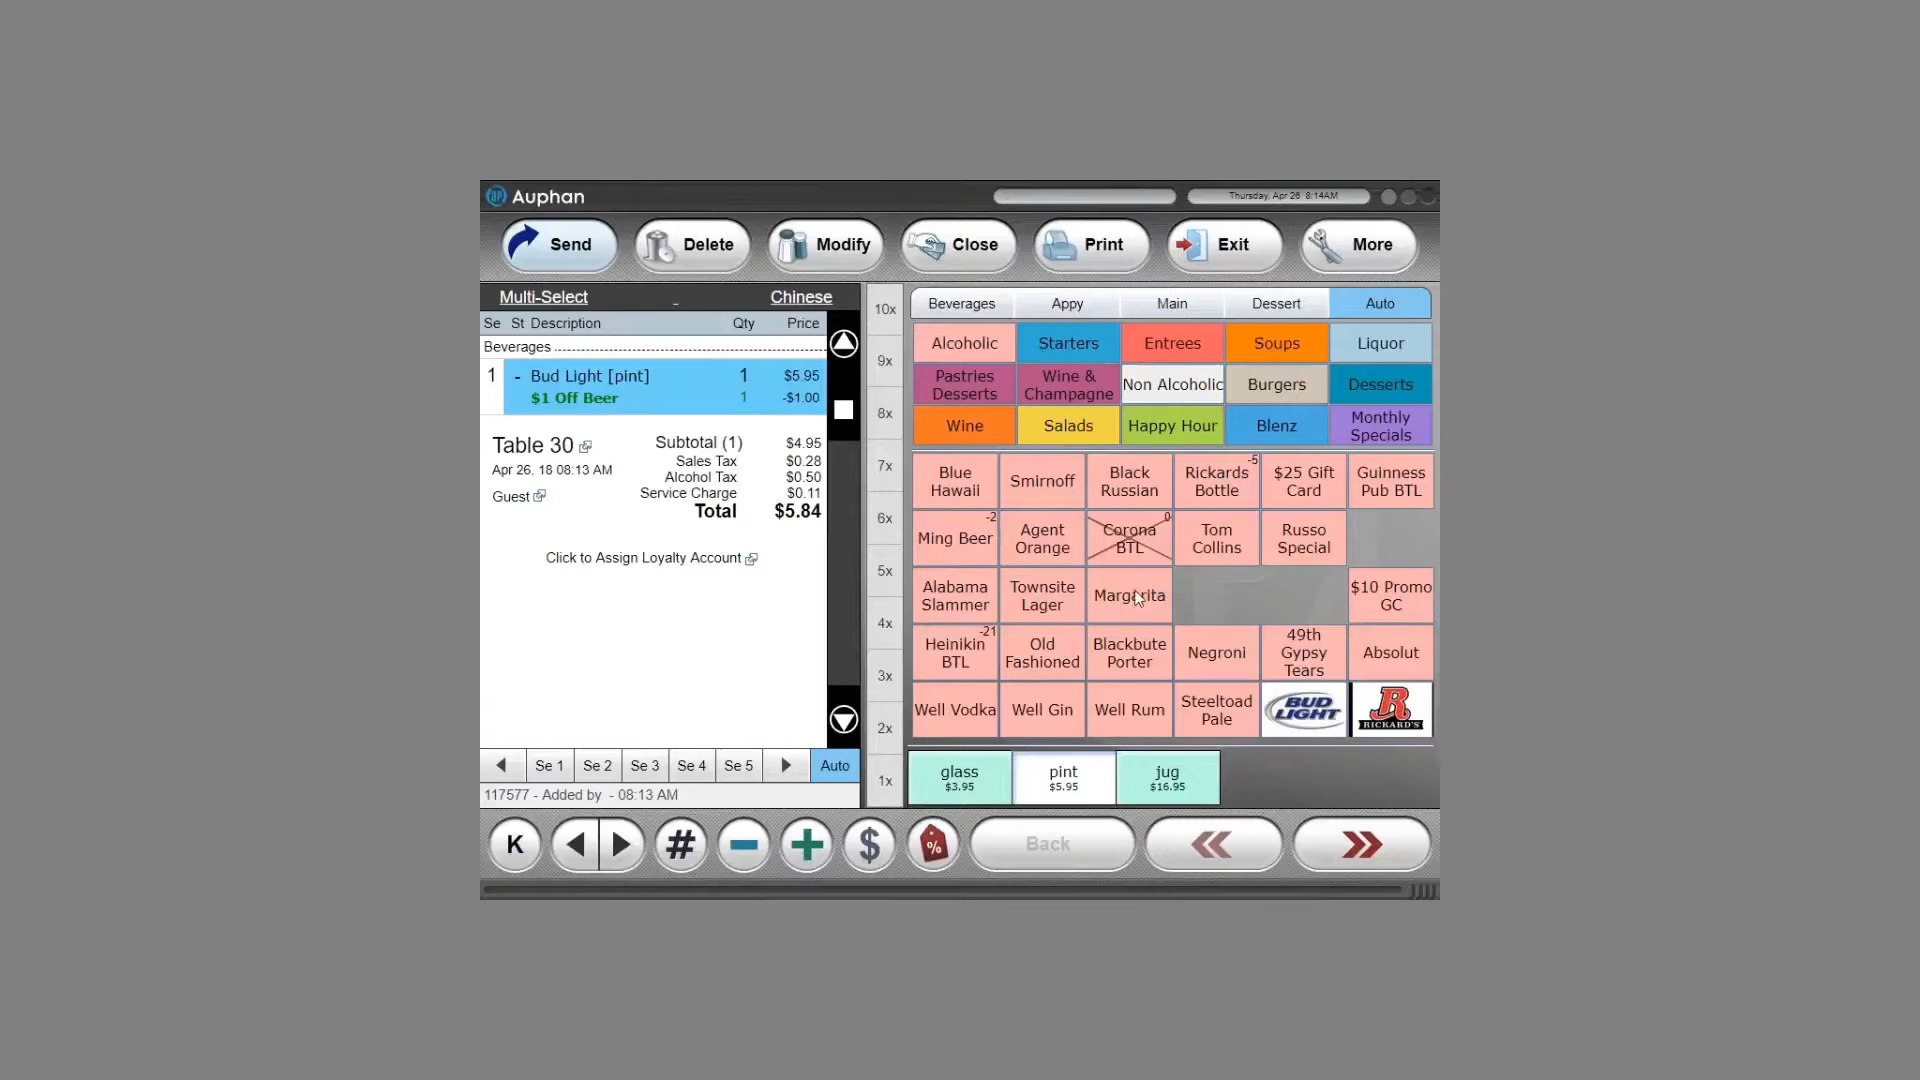 Auphan
Thursday, Apr 26 8:14AM
Send
Delete
Modify
Close
Print
Exit
More
Multi-Select
_
Chinese
Se St Description Qty Price
Beverages
1 - Bud Light [pint] 1 $5.95
$1 Off Beer 1 -$1.00
Table 30
Apr 26, 18 08:13 AM
Guest
Subtotal (1) $4.95
Sales Tax $0.28
Alcohol Tax $0.50
Service Charge $0.11
Total $5.84
Click to Assign Loyalty Account
Se 1
Se 2
Se 3
Se 4
Se 5
Auto
117577 - Added by - 08:13 AM
10x
9x
8x
7x
6x
5x
4x
3x
2x
1x
Beverages
Appy
Main
Dessert
Auto
Alcoholic
Starters
Entrees
Soups
Liquor
Pastries
Desserts
Wine &
Champagne
Non Alcoholic
Burgers
Desserts
Wine
Salads
Happy Hour
Blenz
Monthly
Specials
Blue
Hawaii
Smirnoff
Black
Russian
-5
Rickards
Bottle
$25 Gift
Card
Guinness
Pub BTL
-2
Ming Beer
Agent
Orange
0
Corona
BTL
Tom
Collins
Russo
Special
Alabama
Slammer
Townsite
Lager
Margarita
$10 Promo
GC
-21
Heinikin
BTL
Old
Fashioned
Blackbute
Porter
Negroni
49th
Gypsy
Tears
Absolut
Well Vodka
Well Gin
Well Rum
Steeltoad
Pale
BUD
LIGHT
R
RICKARD'S
glass
$3.95
pint
$5.95
jug
$16.95
K
#
$
%
Back